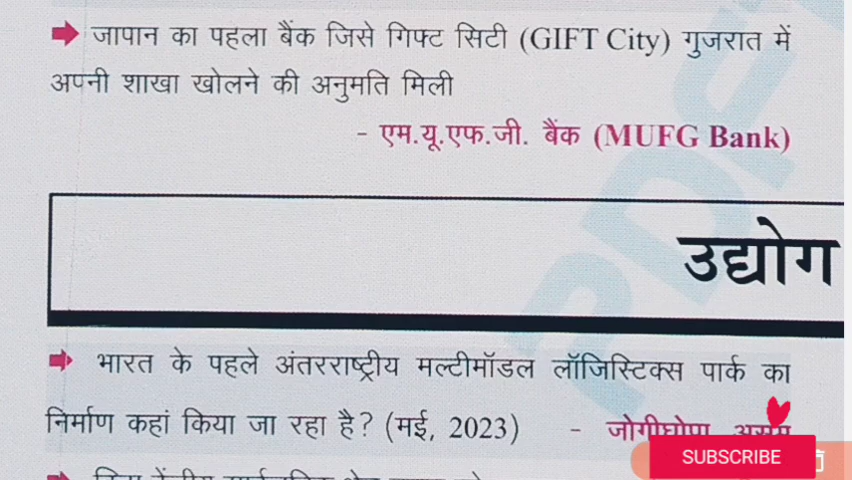 जापान का पहला बैंक जिसे गिफ्ट सिटी (GIFT City) गुजरात में
अपनी शाखा खोलने की अनुमति मिली
- एम.यू.एफ.जी. बैंक (MUFG Bank)
उद्योग
भारत के पहले अंतरराष्ट्रीय मल्टीमॉडल लॉजिस्टिक्स पार्क का
निर्माण कहां किया जा रहा है? (मई, 2023) - जोगीघोपा, असम
SUBSCRIBE